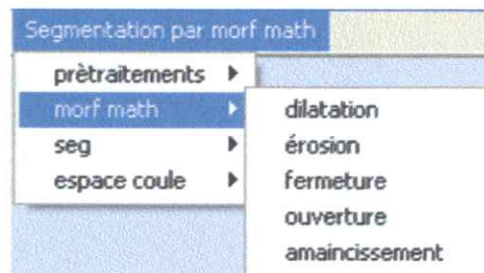 Segmentation par morf math
prètraitements
morf math
seg
espace coule
dilatation
érosion
fermeture
ouverture
amaincissement